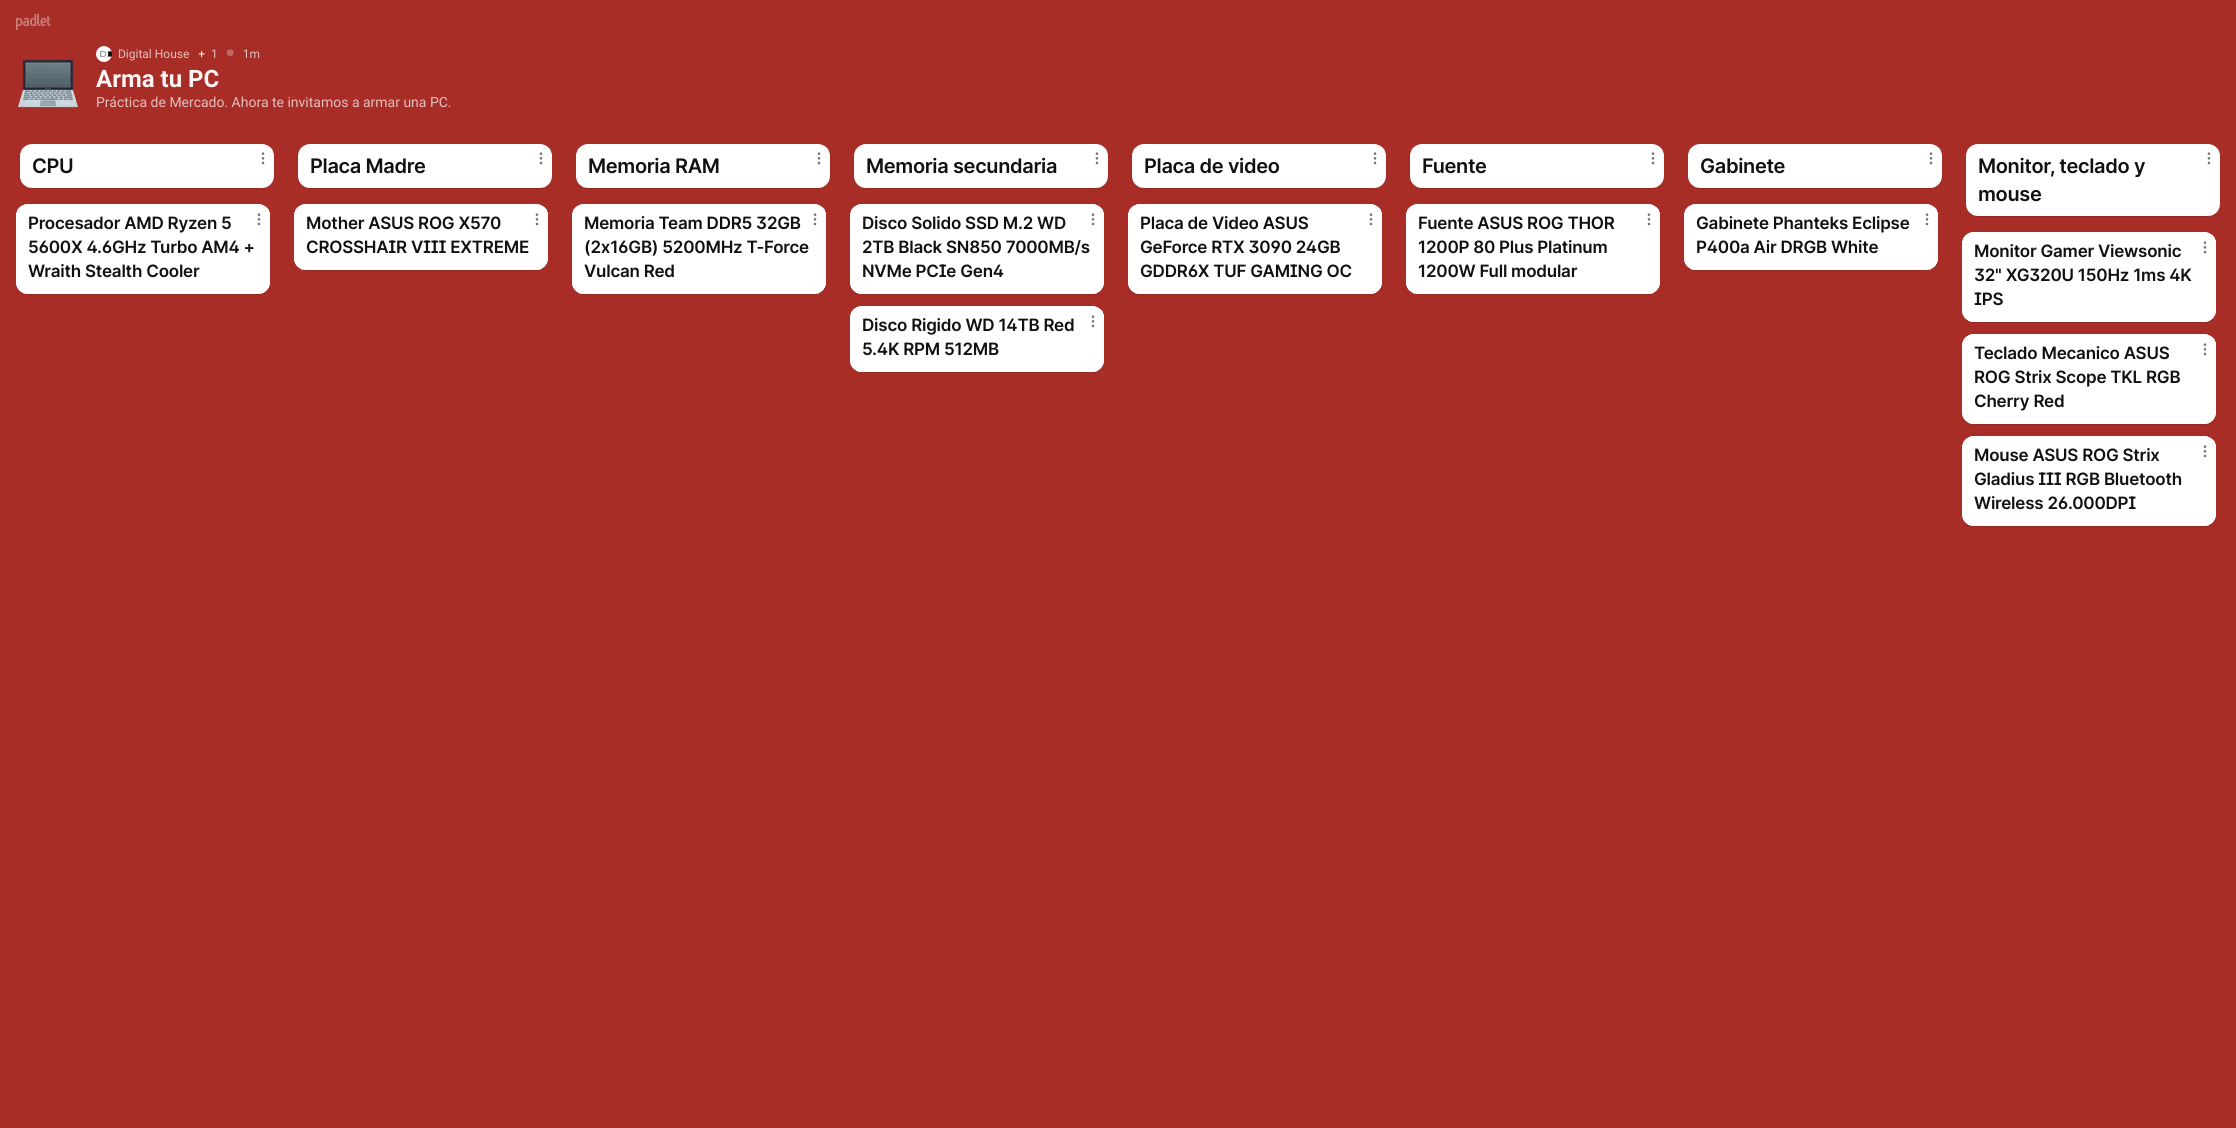 padlet
Digital House + 1 1m
Arma tu PC
Práctica de Mercado. Ahora te invitamos a armar una PC.
CPU
Procesador AMD Ryzen 5
5600X 4.6GHz Turbo AM4 +
Wraith Stealth Cooler
Placa Madre
Mother ASUS ROG X570
CROSSHAIR VIII EXTREME
Memoria RAM
Memoria Team DDR5 32GB
(2x16GB) 5200MHz T-Force
Vulcan Red
Memoria secundaria
Disco Solido SSD M.2 WD
2TB Black SN850 7000MB/s
NVMe PCIe Gen4
Disco Rigido WD 14TB Red
5.4K RPM 512MB
Placa de video
Placa de Video ASUS
GeForce RTX 3090 24GB
GDDR6X TUF GAMING OC
Fuente
Fuente ASUS ROG THOR
1200P 80 Plus Platinum
1200W Full modular
Gabinete
Gabinete Phanteks Eclipse
P400a Air DRGB White
Monitor, teclado y
mouse
Monitor Gamer Viewsonic
32" XG320U 150Hz 1ms 4K
IPS
Teclado Mecanico ASUS
ROG Strix Scope TKL RGB
Cherry Red
Mouse ASUS ROG Strix
Gladius III RGB Bluetooth
Wireless 26.000DPI